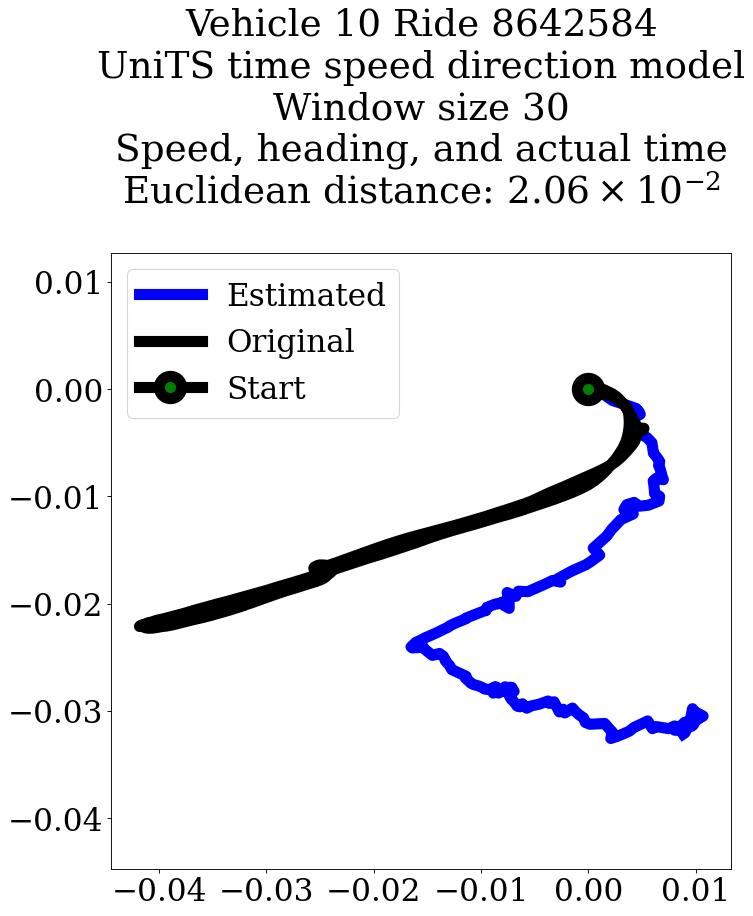 Vehicle 10 Ride 8642584
UniTS time speed direction model
Window size 30
Speed, heading, and actual time
Euclidean distance: 2.06 × 10⁻²
Estimated
Original
Start
0.01
0.00
−0.01
−0.02
−0.03
−0.04
−0.04 −0.03 −0.02 −0.01 0.00 0.01